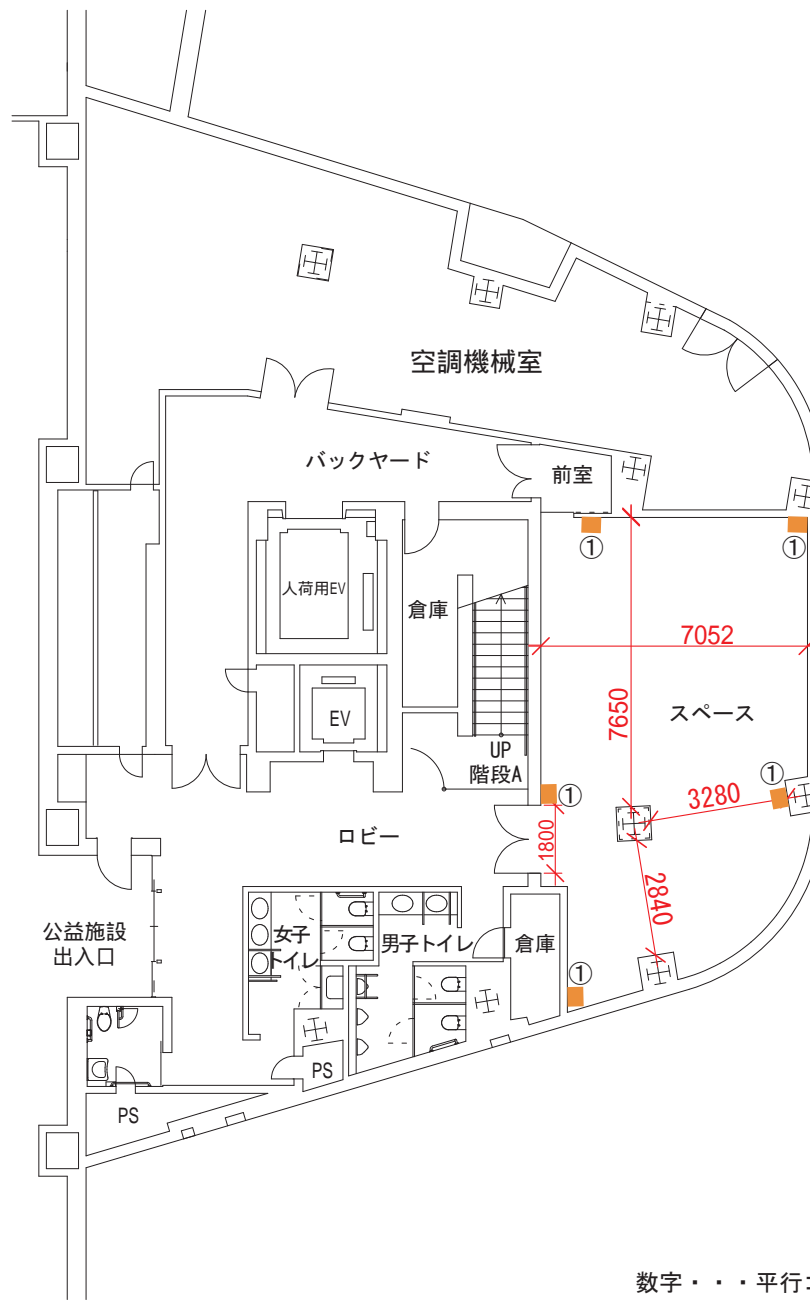 空調機械室
バックヤード
前室
①
①
人荷用EV
倉庫
7052
7650
スペース
EV
UP
階段A
①
①
3280
ロビー
1800
2840
公益施設
出入口
女子
トイレ
男子トイレ
倉庫
①
PS
PS
数字・・・平行